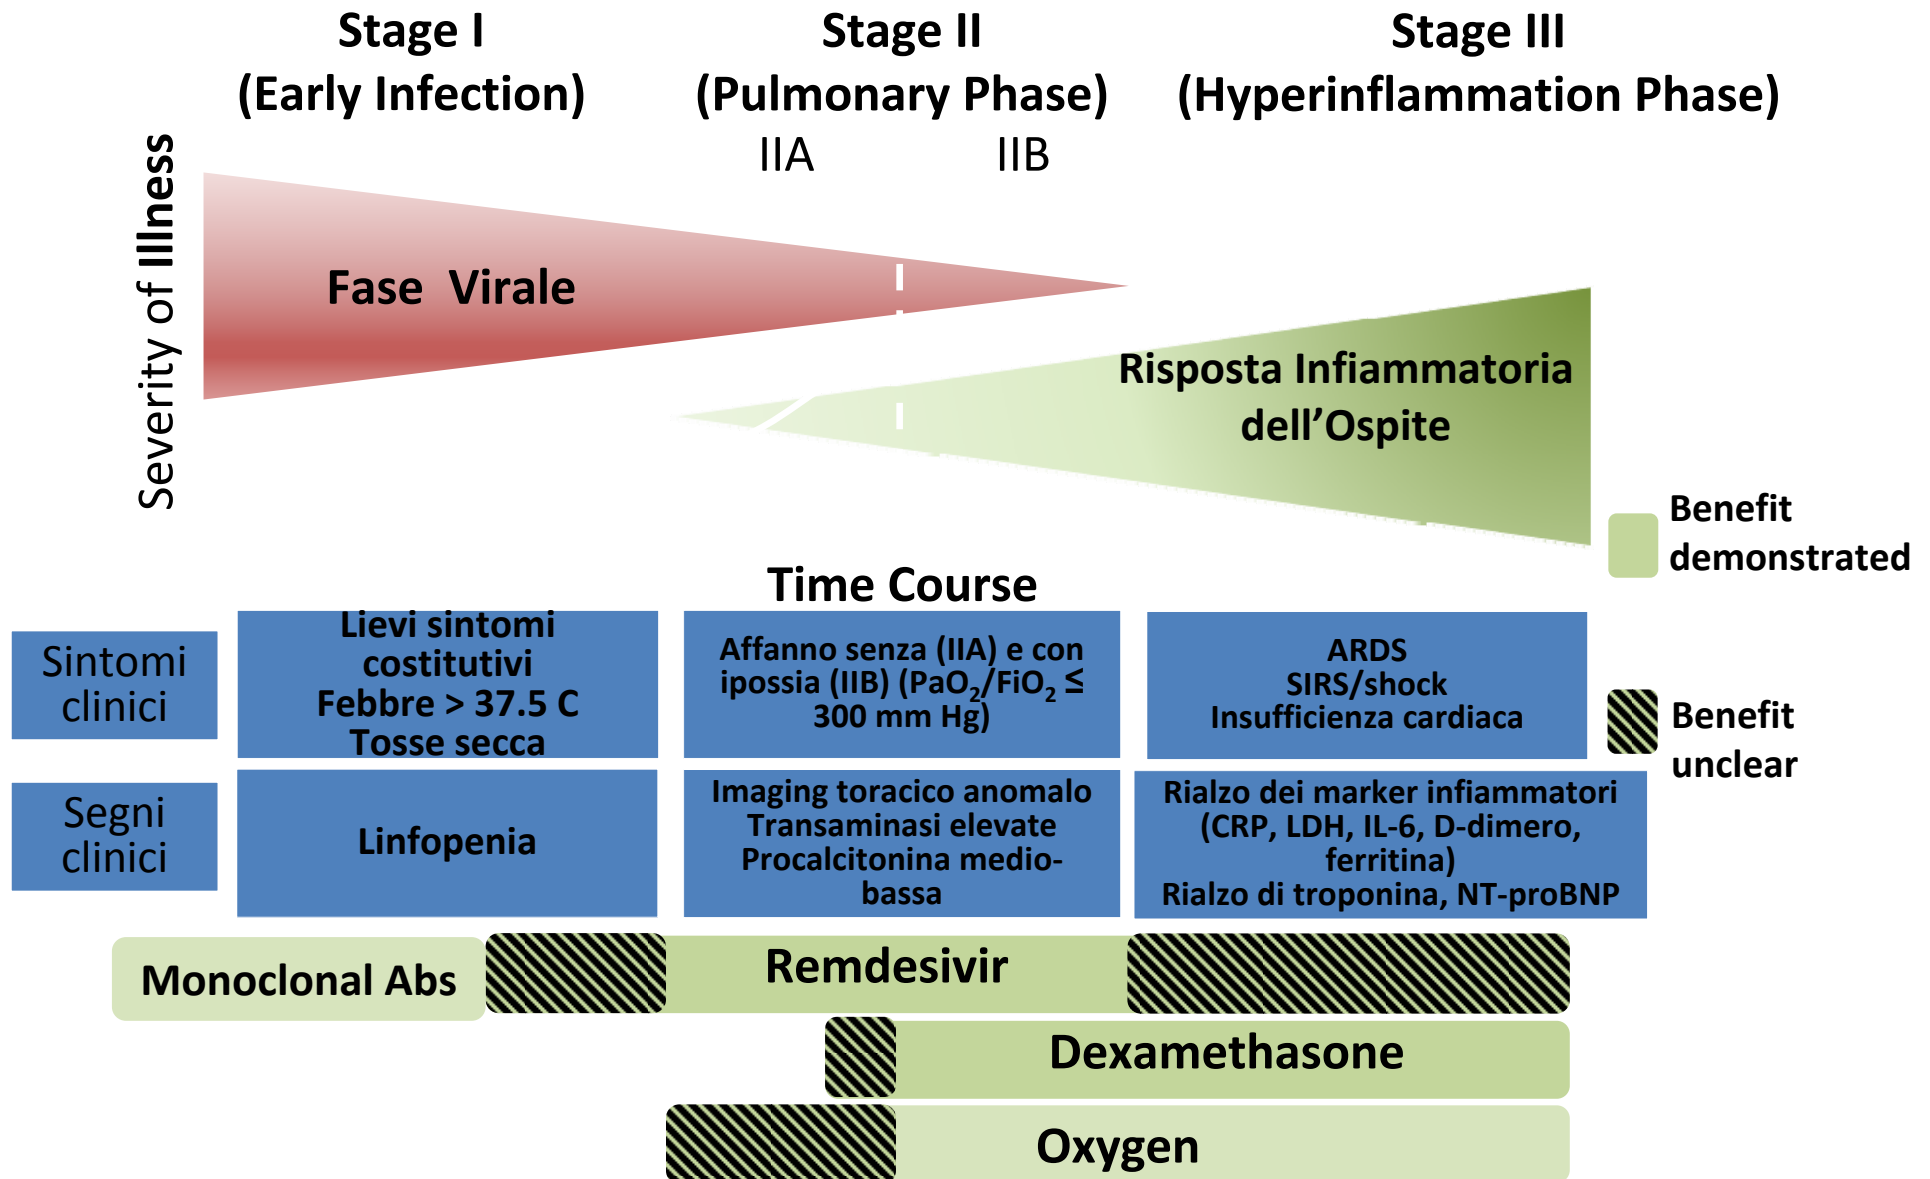 Stage I
(Early Infection)
Stage II
(Pulmonary Phase)
IIA
IIB
Stage III
(Hyperinflammation Phase)
Severity of Illness
Fase Virale
Risposta Infiammatoria
dell’Ospite
Benefit
demonstrated
Time Course
Sintomi
clinici
Lievi sintomi
costitutivi
Febbre > 37.5 C
Tosse secca
Affanno senza (IIA) e con
ipossia (IIB) (PaO₂/FiO₂ ≤
300 mm Hg)
ARDS
SIRS/shock
Insufficienza cardiaca
Benefit
unclear
Segni
clinici
Linfopenia
Imaging toracico anomalo
Transaminasi elevate
Procalcitonina medio-
bassa
Rialzo dei marker infiammatori
(CRP, LDH, IL-6, D-dimero,
ferritina)
Rialzo di troponina, NT-proBNP
Monoclonal Abs
Remdesivir
Dexamethasone
Oxygen